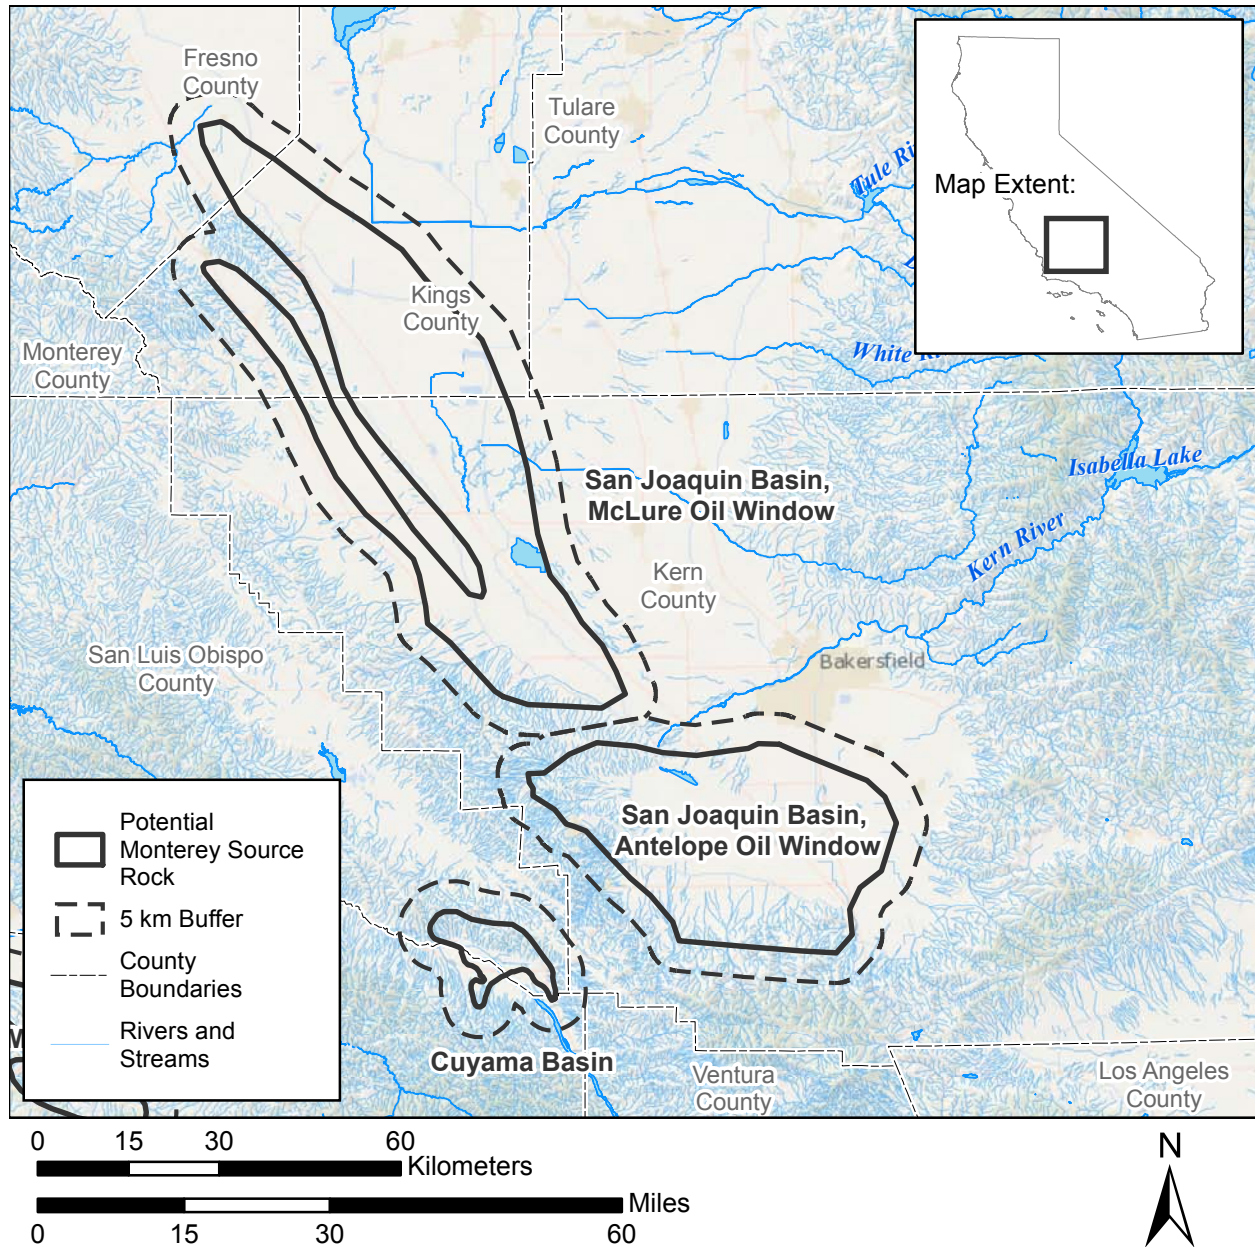 Fresno
County
Tulare
County
Tule Riv
Map Extent:
Kings
County
Monterey
County
White R
Isabella Lake
San Joaquin Basin,
McLure Oil Window
Kern River
Kern
County
San Luis Obispo
County
Bakersfield
San Joaquin Basin,
Antelope Oil Window
Potential
Monterey Source
Rock
5 km Buffer
County
Boundaries
Rivers and
Streams
M
Cuyama Basin
Ventura
County
Los Angeles
County
0 15 30 60
Kilometers
Miles
0 15 30 60
N